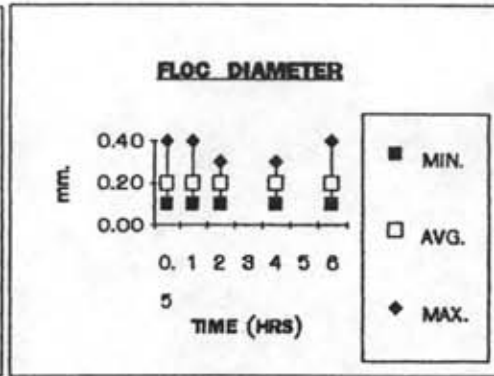 FLOC DIAMETER
0.40
0.20
0.00
mm.
0. 1 2 3 4 5 6
5
TIME (HRS)
MIN.
AVG.
MAX.